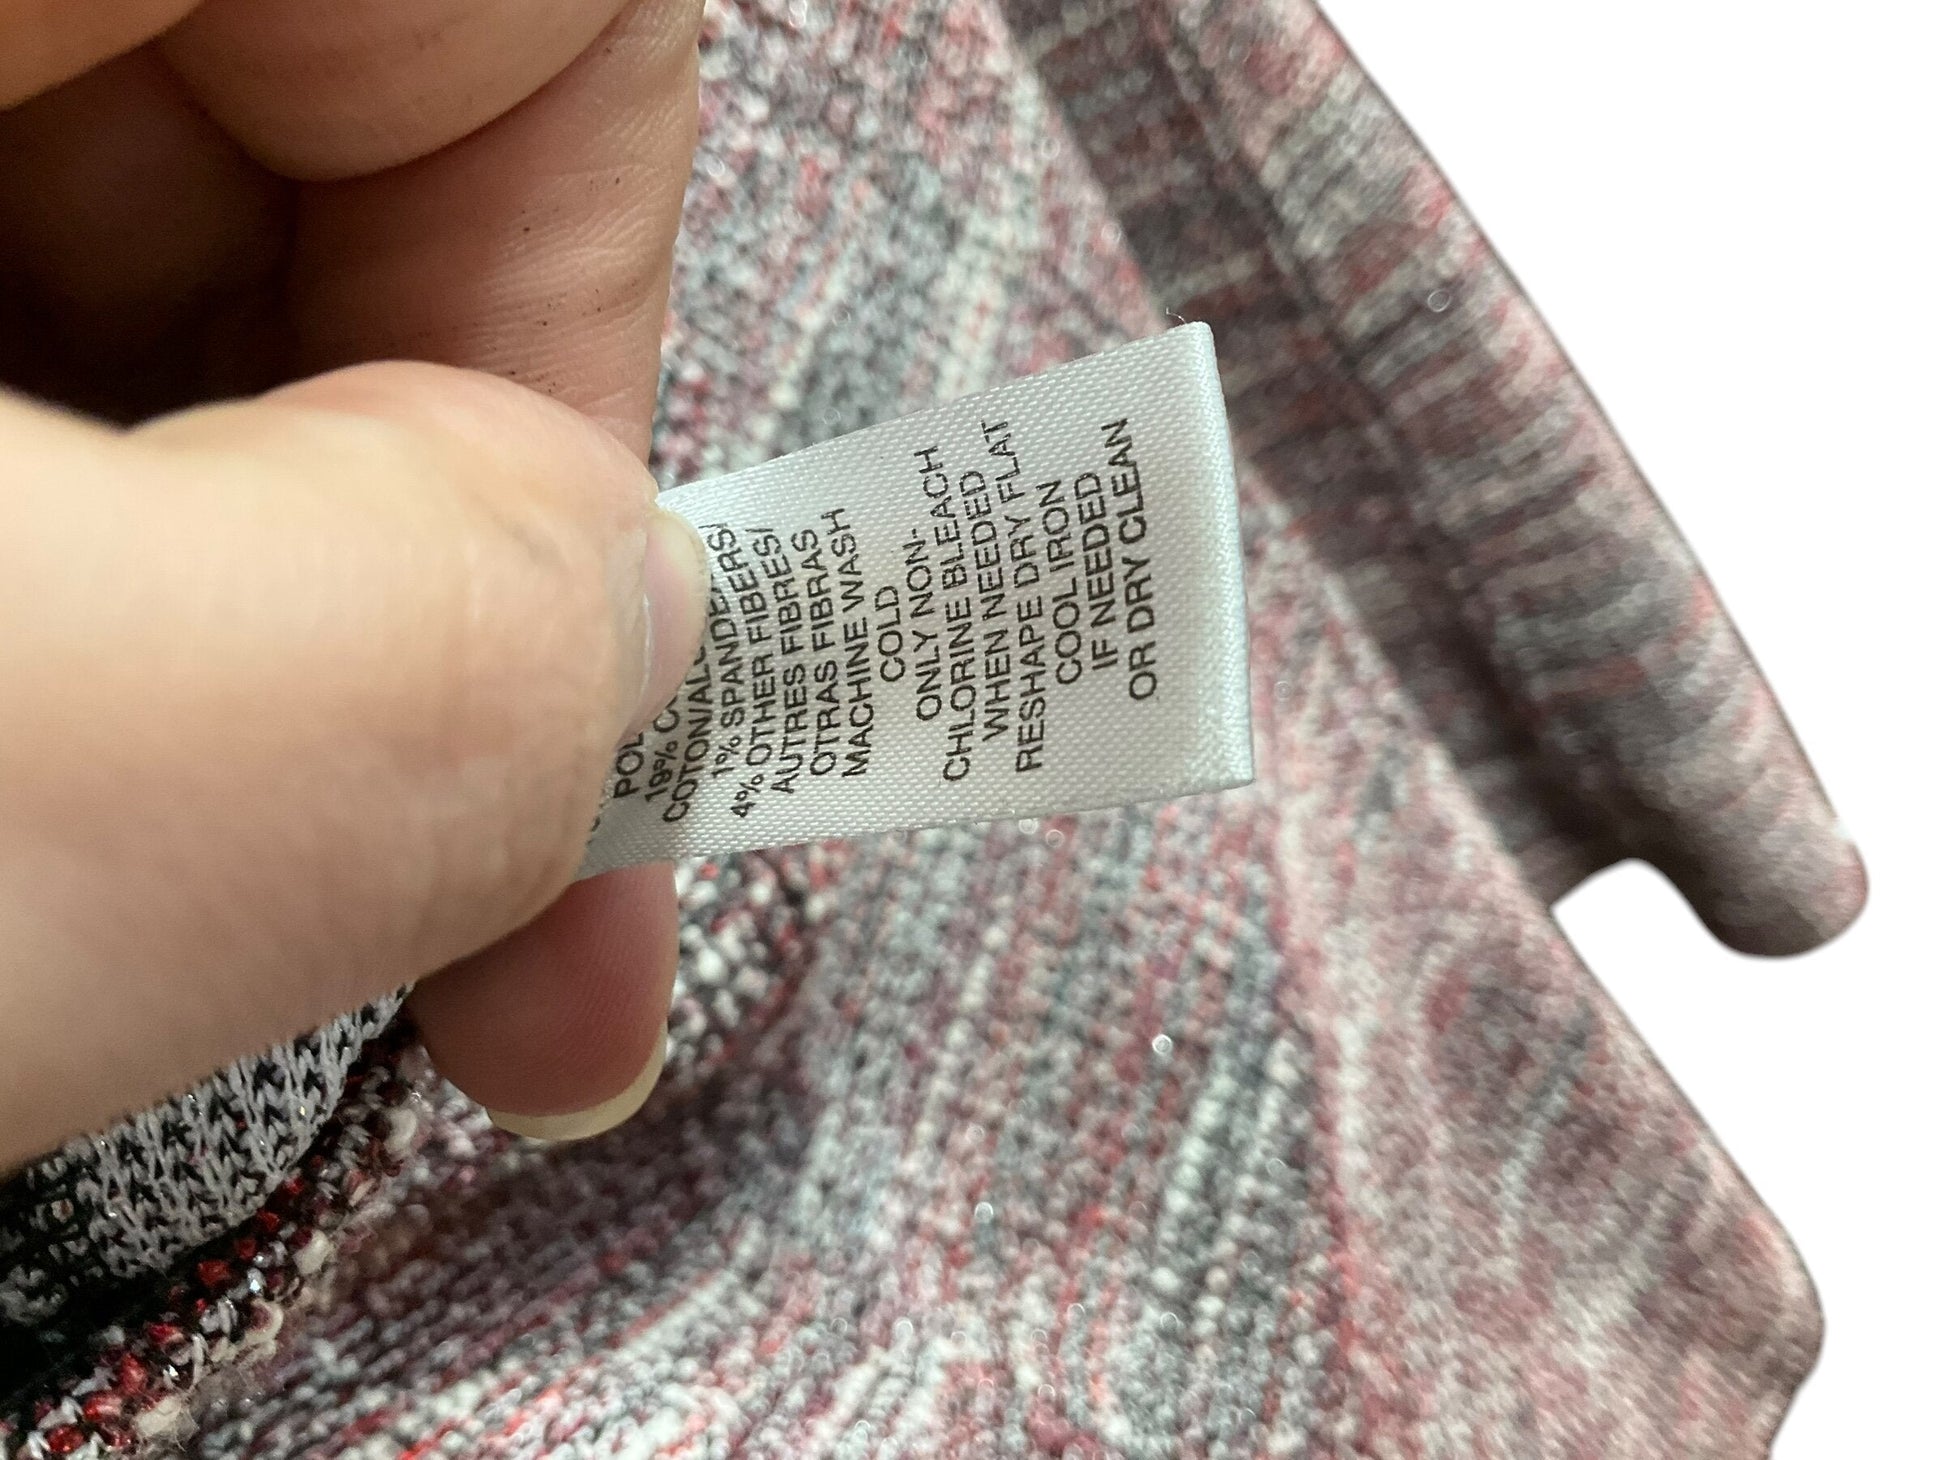 POL
19% C
COTON/AL
1% SPANDEX/
4% OTHER FIBERS/
AUTRES FIBRES/
OTRAS FIBRAS
MACHINE WASH
COLD
ONLY NON-
CHLORINE BLEACH
WHEN NEEDED
RESHAPE DRY FLAT
COOL IRON
IF NEEDED
OR DRY CLEAN